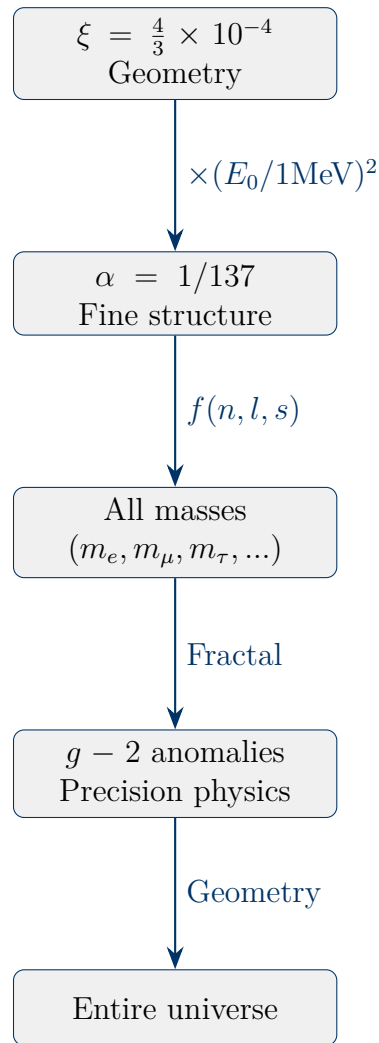 ξ = 4/3 × 10⁻⁴
Geometry
×(E₀/1MeV)²
α = 1/137
Fine structure
f(n, l, s)
All masses
(mₑ, m_μ, m_τ, ...)
Fractal
g − 2 anomalies
Precision physics
Geometry
Entire universe